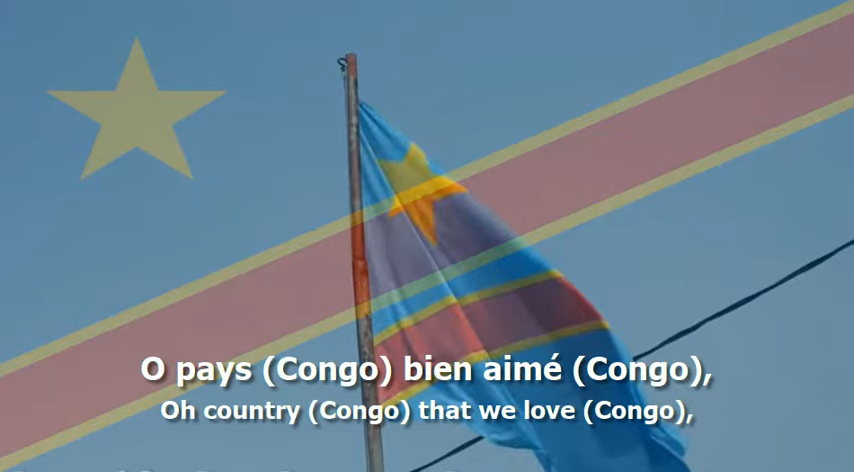 O pays (Congo) bien aimé (Congo),
Oh country (Congo) that we love (Congo),